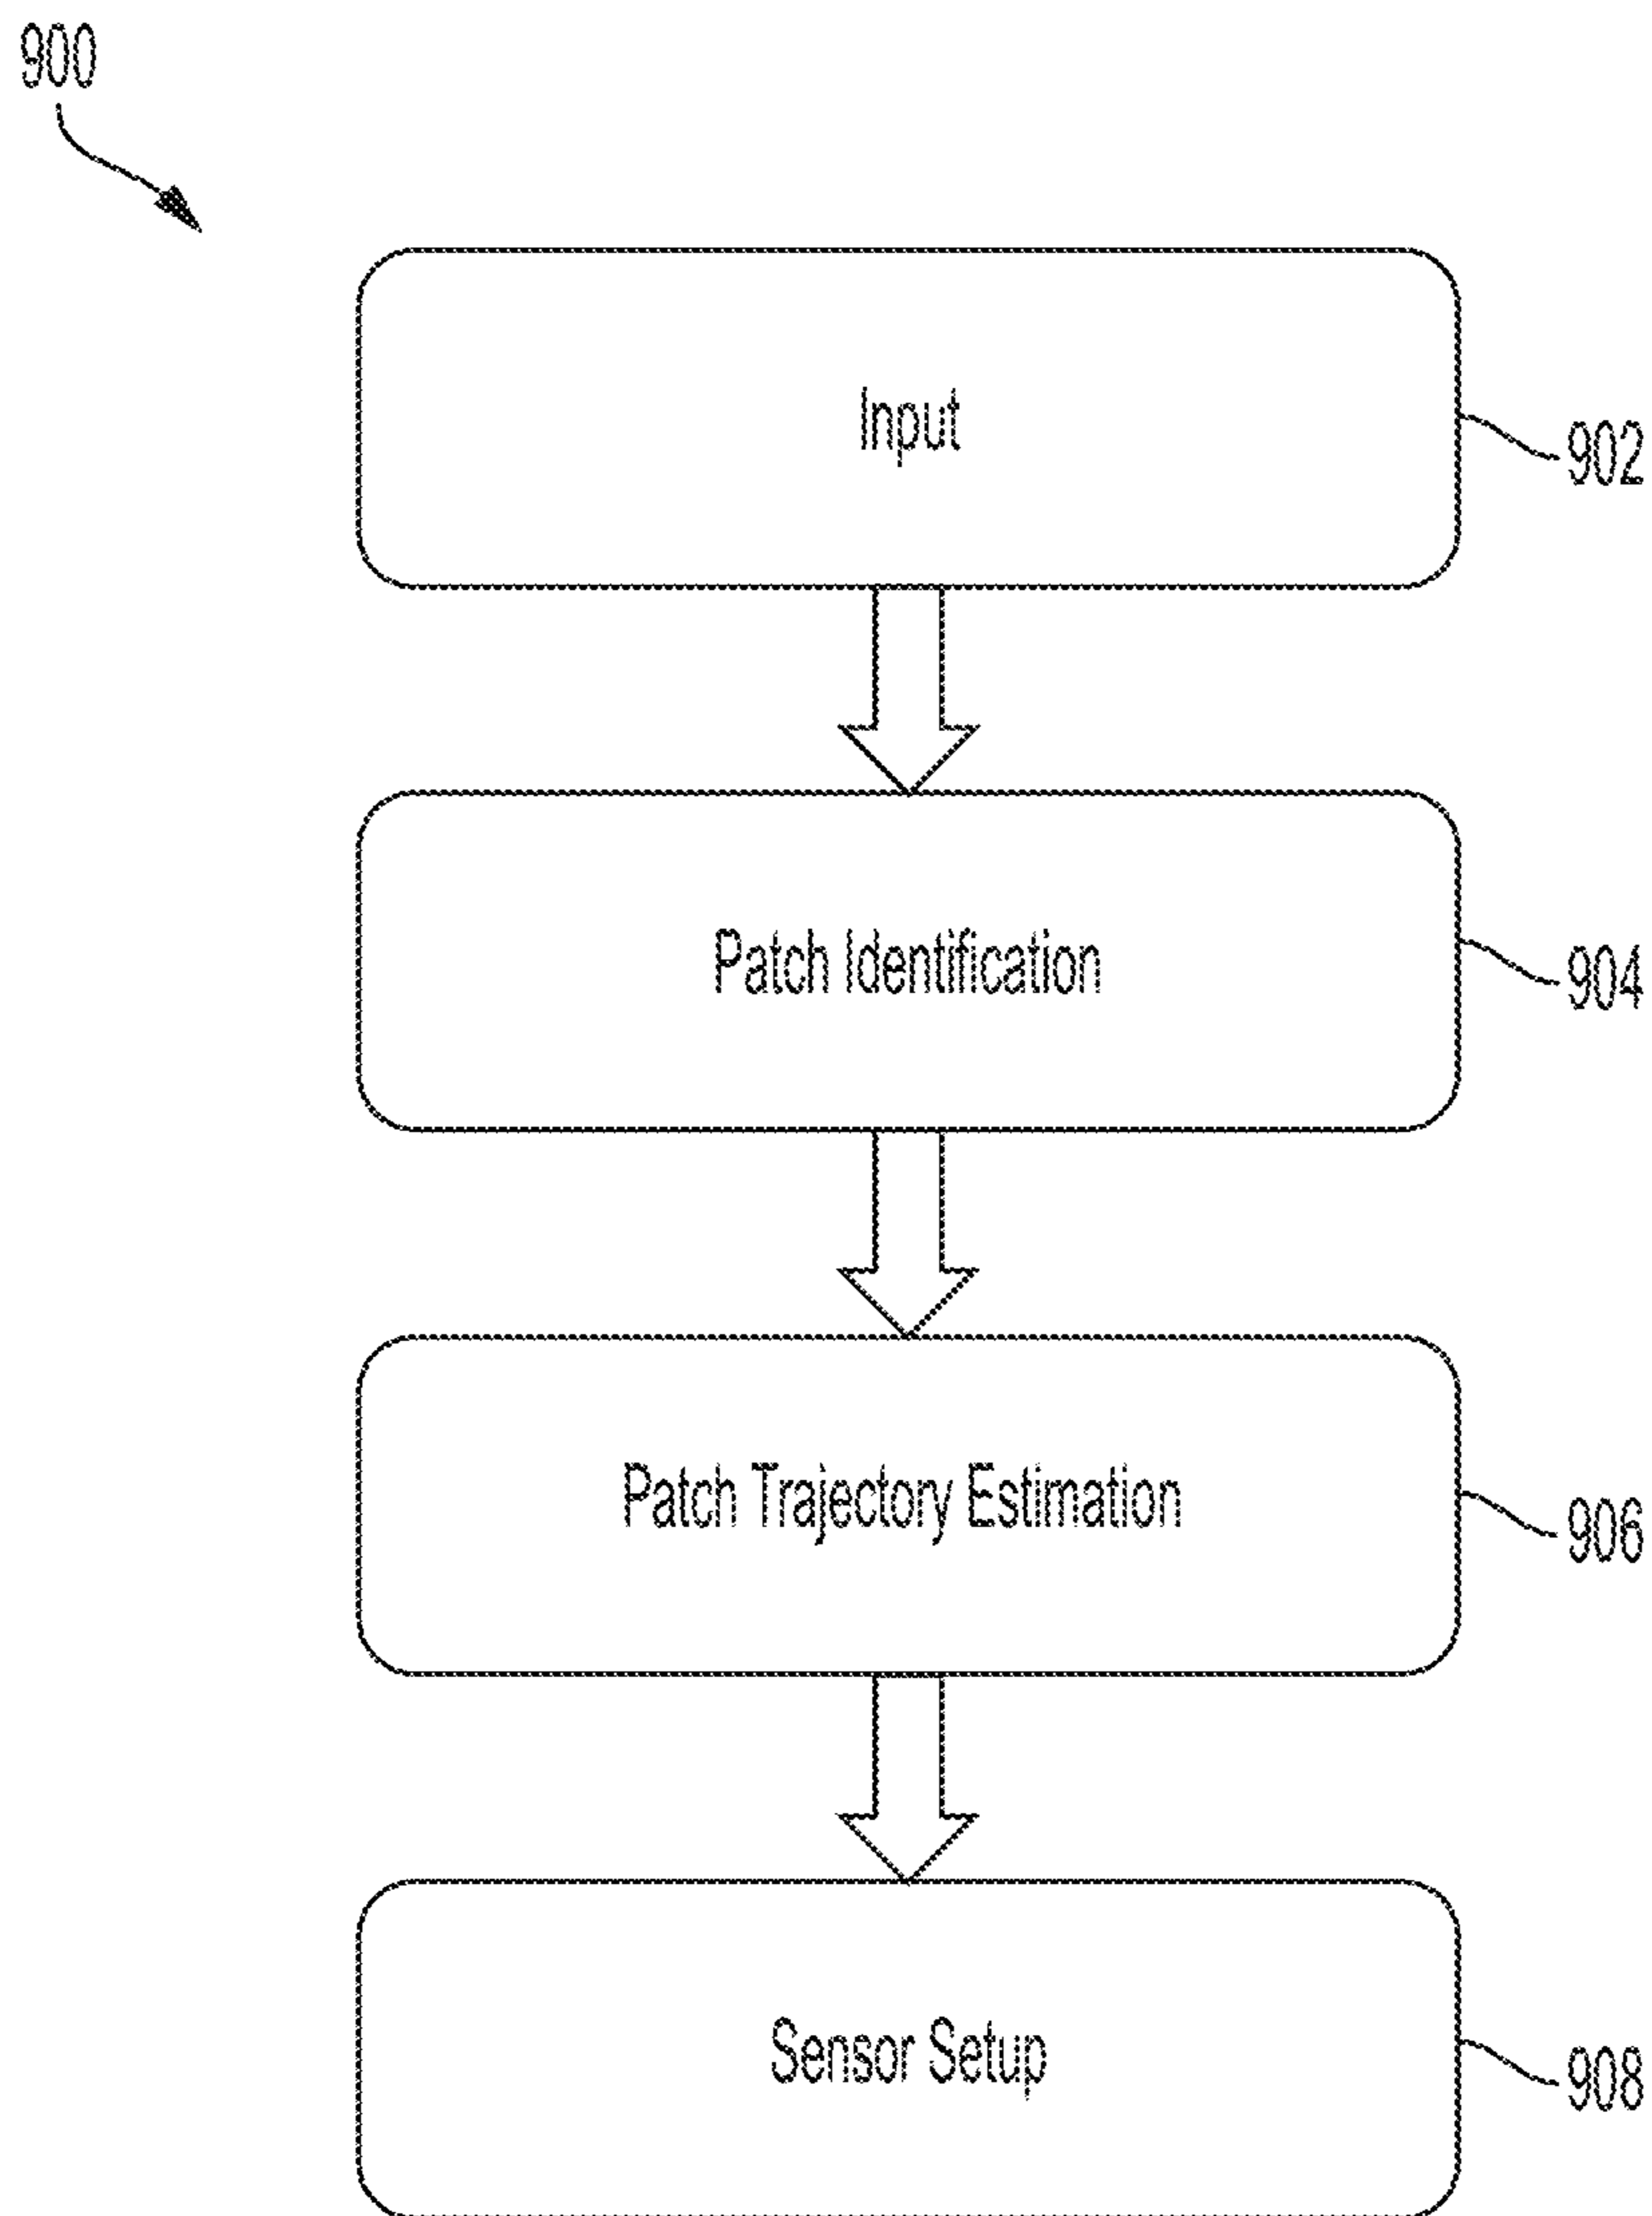 900
Input
902
Patch Identification
904
Patch Trajectory Estimation
906
Sensor Setup
908